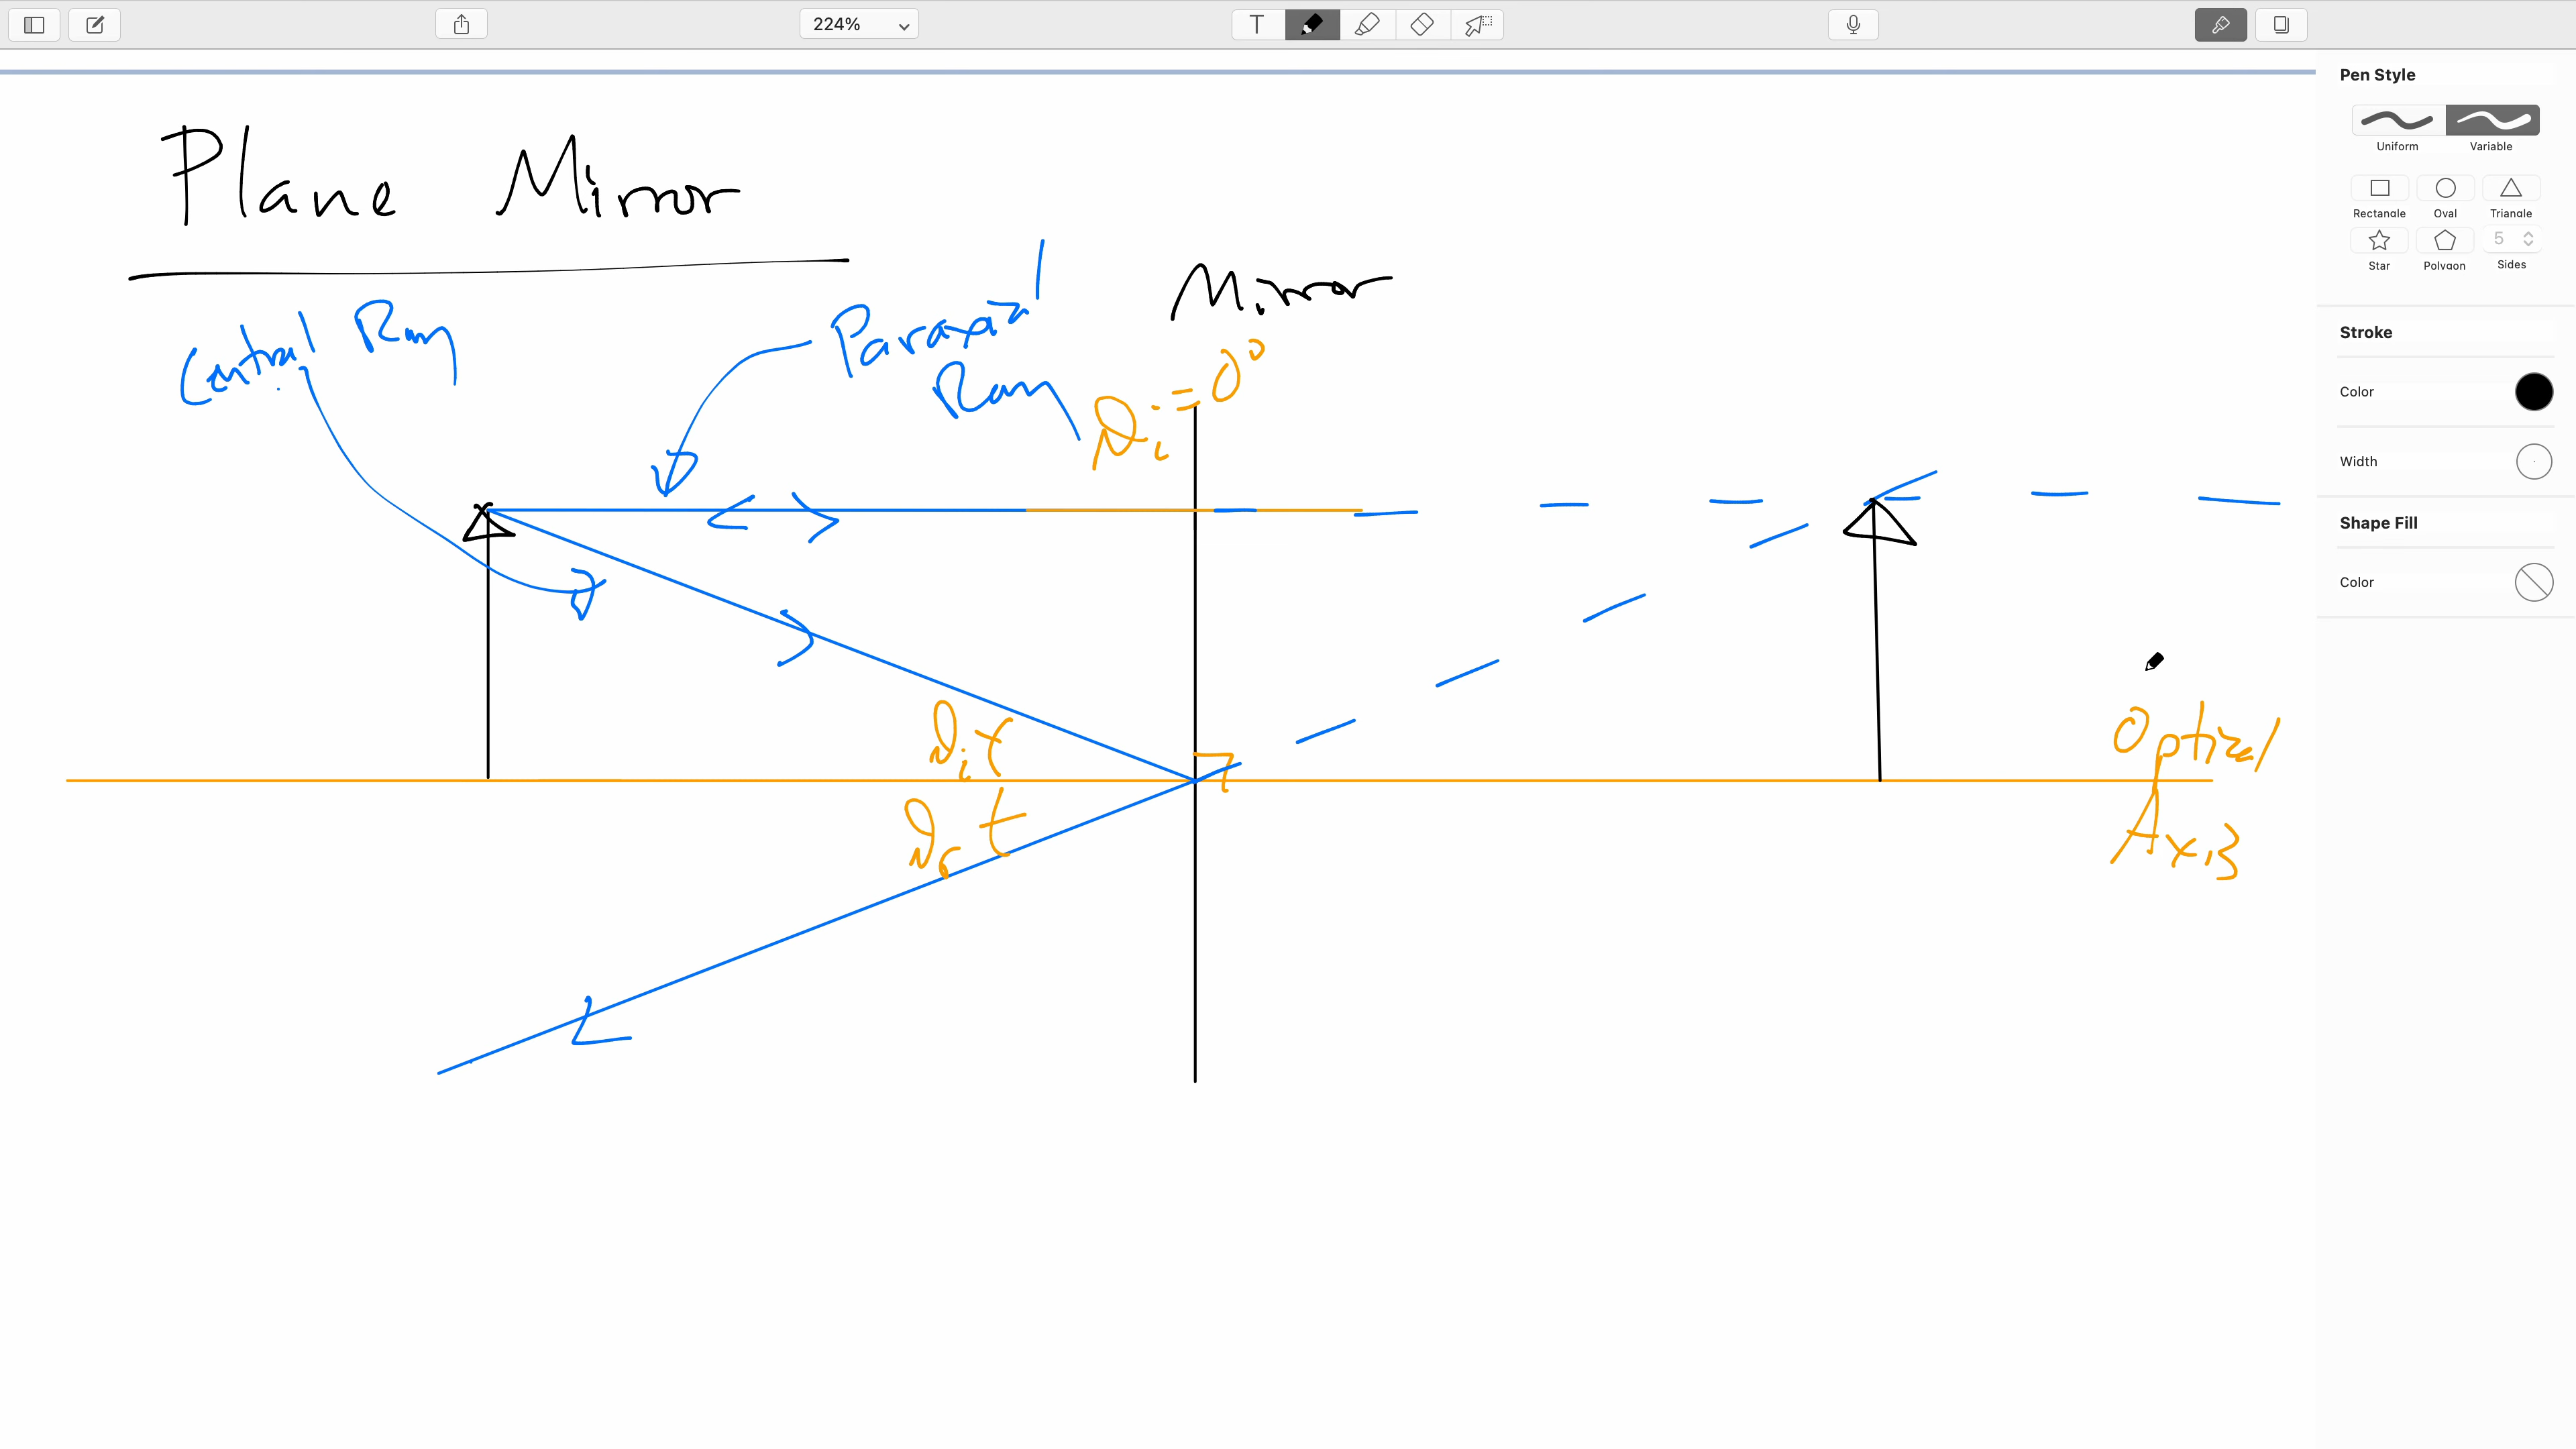 224%
T
Pen Style
Uniform
Variable
Rectangle
Oval
Triangle
Star
Polygon
5
Sides
Stroke
Color
Width
Shape Fill
Color
Plane Mirror
Mirror
Central Ray
Paraxial
Ray
θi = 0°
θi
θr
Optical
Axis